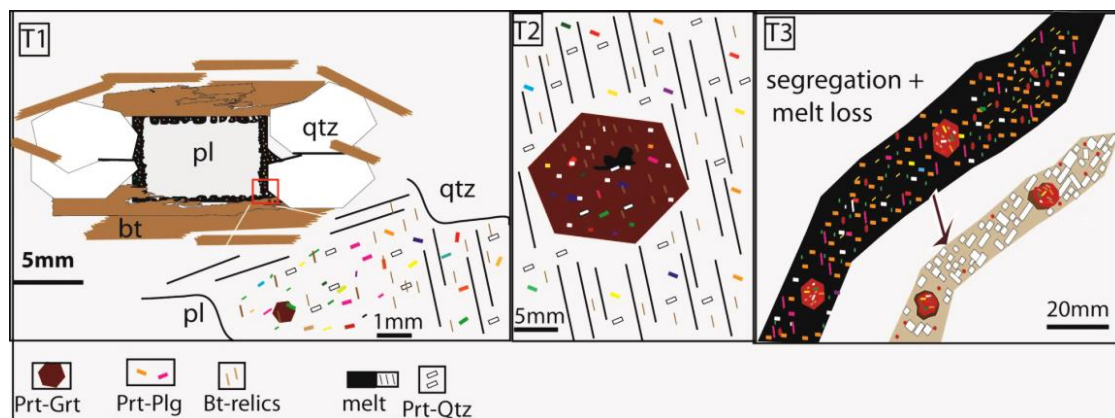 T1
qtz
pl
bt
5mm
qtz
pl
1mm
T2
5mm
T3
segregation +
melt loss
20mm
Prt-Grt
Prt-Plg
Bt-relics
melt
Prt-Qtz